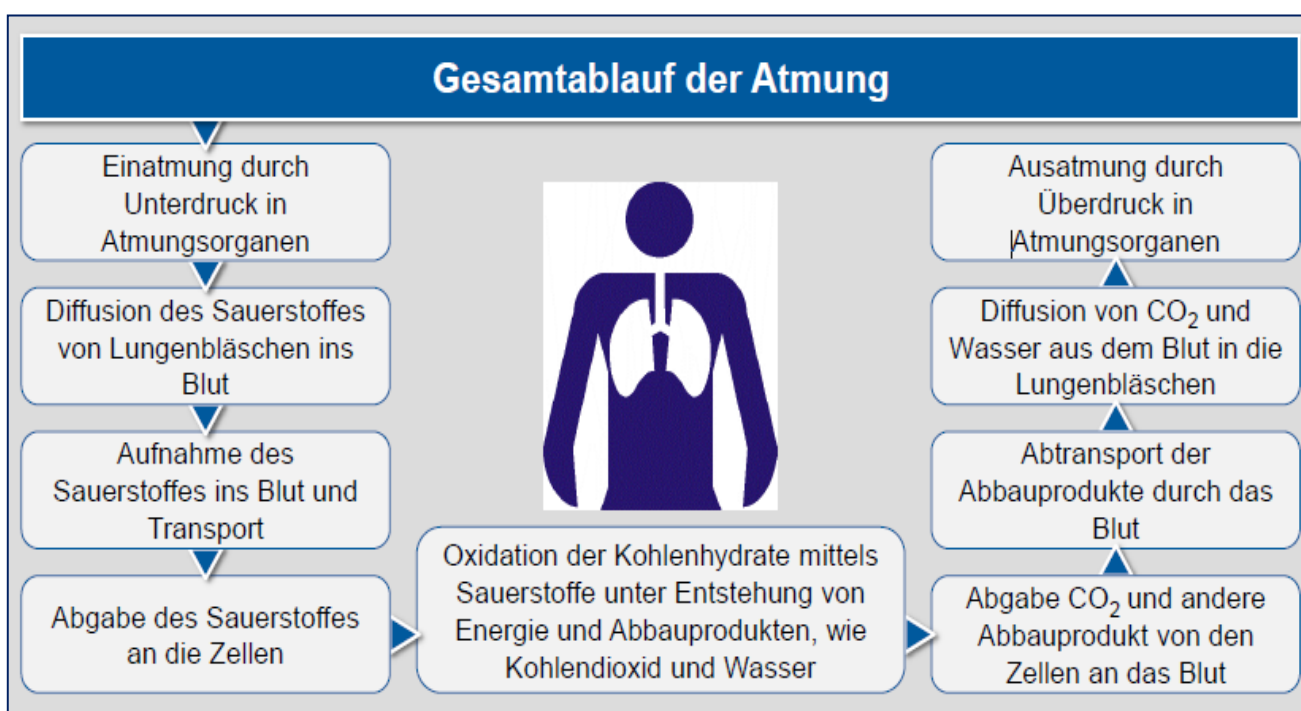 Gesamtablauf der Atmung
Einatmung durch
Unterdruck in
Atmungsorganen
Diffusion des Sauerstoffes
von Lungenbläschen ins
Blut
Aufnahme des
Sauerstoffes ins Blut und
Transport
Abgabe des Sauerstoffes
an die Zellen
Oxidation der Kohlenhydrate mittels
Sauerstoffe unter Entstehung von
Energie und Abbauprodukten, wie
Kohlendioxid und Wasser
Abgabe CO₂ und andere
Abbauprodukt von den
Zellen an das Blut
Abtransport der
Abbauprodukte durch das
Blut
Diffusion von CO₂ und
Wasser aus dem Blut in die
Lungenbläschen
Ausatmung durch
Überdruck in
Atmungsorganen